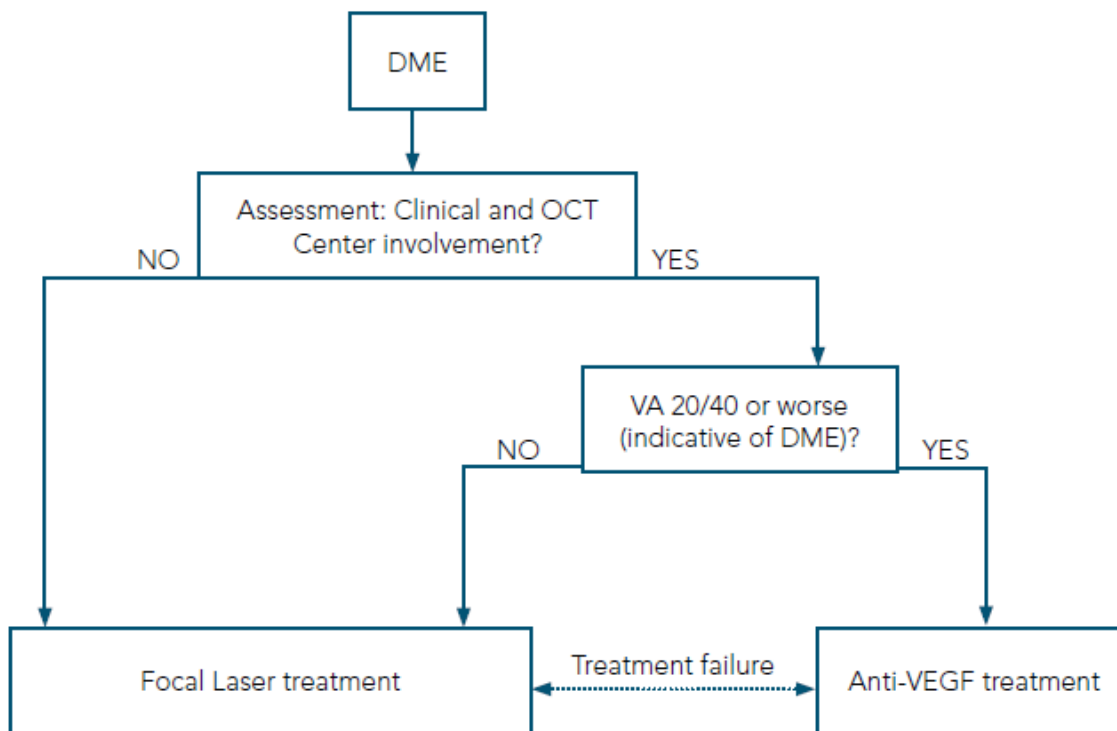 DME
Assessment: Clinical and OCT
Center involvement?
NO
YES
VA 20/40 or worse
(indicative of DME)?
NO
YES
Focal Laser treatment
Treatment failure
Anti-VEGF treatment